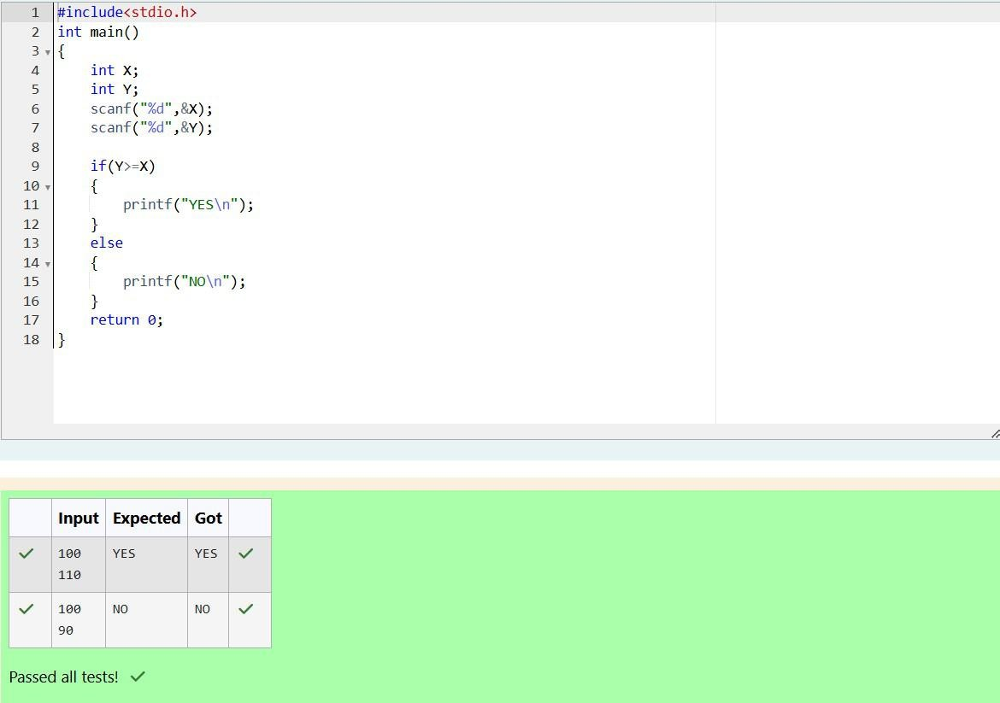 1 #include<stdio.h>
2 int main()
3 {
4     int X;
5     int Y;
6     scanf("%d",&X);
7     scanf("%d",&Y);
8
9     if(Y>=X)
10     {
11         printf("YES\n");
12     }
13     else
14     {
15         printf("NO\n");
16     }
17     return 0;
18 }
Input Expected Got
100 YES YES
110
100 NO NO
90
Passed all tests!